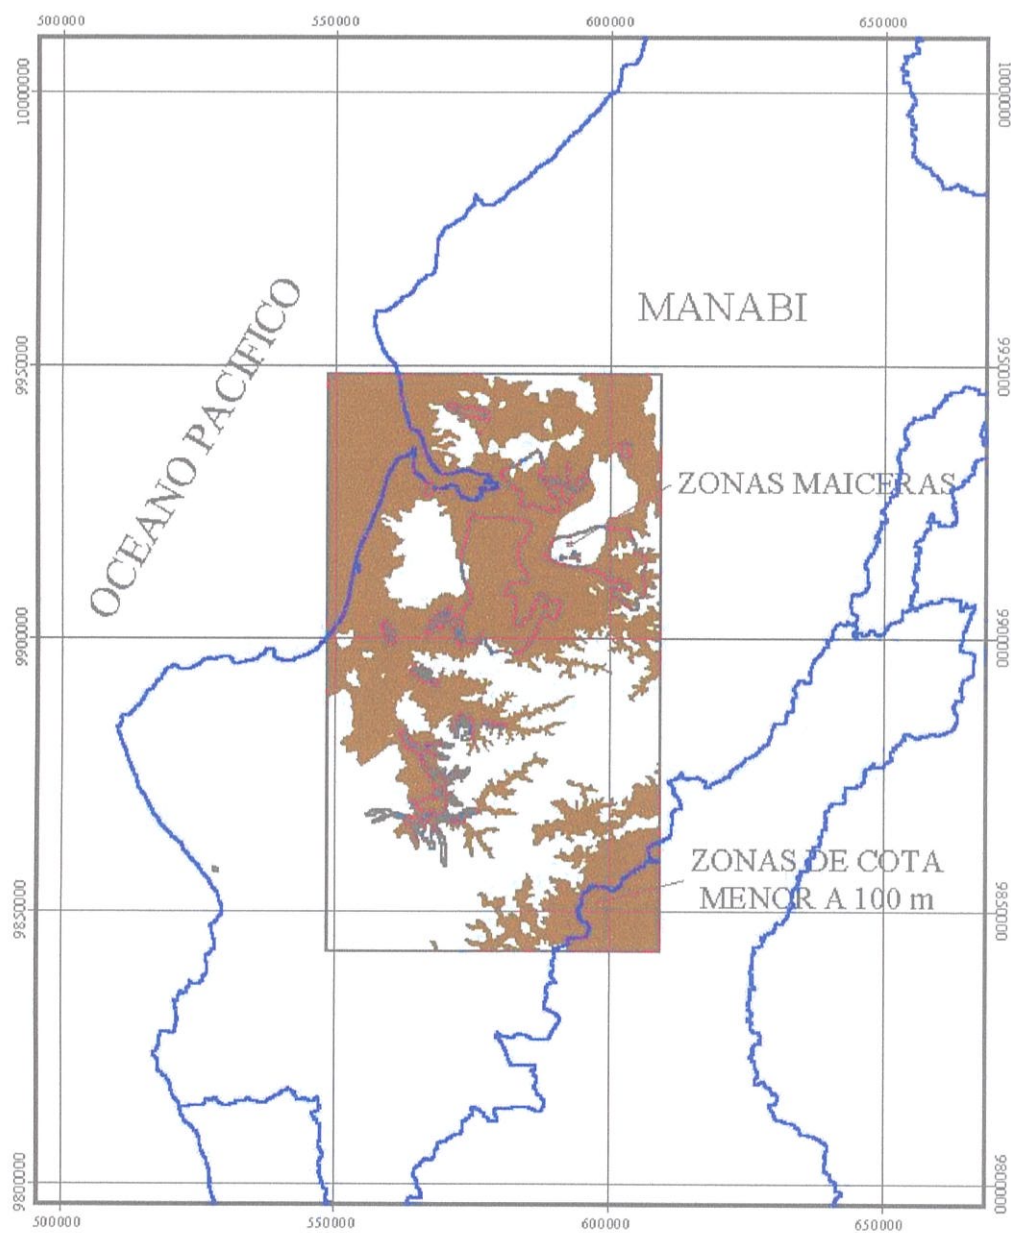 500000 550000 600000 650000
10000000 10000000
MANABI
OCEANO PACIFICO
9950000 9950000
ZONAS MAICERAS
9900000 9900000
ZONAS DE COTA
MENOR A 100 m
9850000 9850000
9800000 9800000
500000 550000 600000 650000